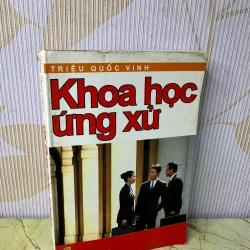 TRIỆU QUỐC VINH
Khoa học
ứng xử